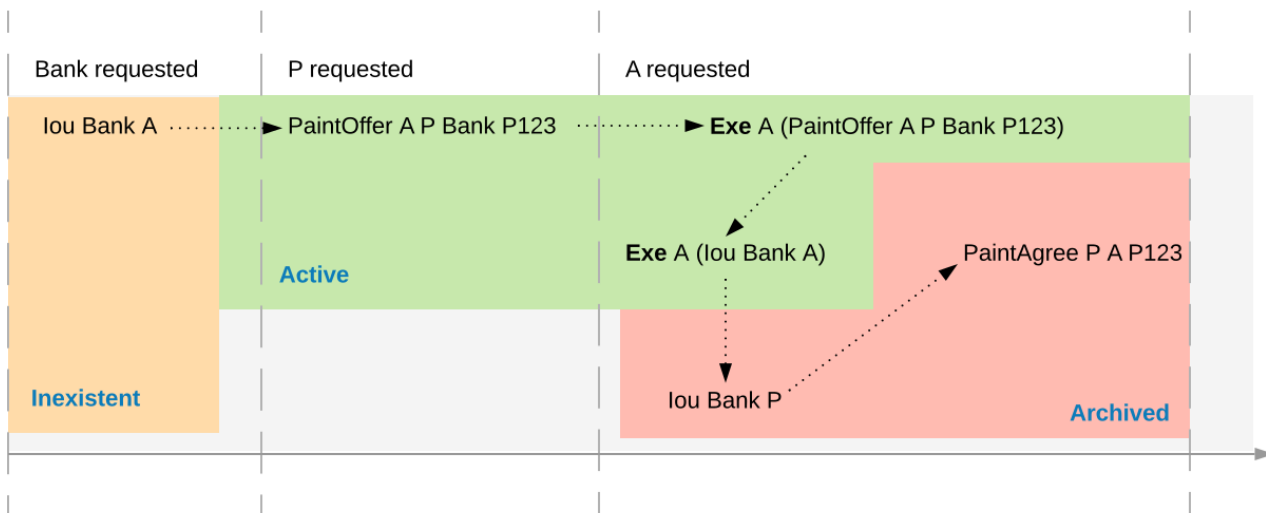 Bank requested
P requested
A requested
Iou Bank A
PaintOffer A P Bank P123
Exe A (PaintOffer A P Bank P123)
Exe A (Iou Bank A)
PaintAgree P A P123
Active
Inexistent
Iou Bank P
Archived